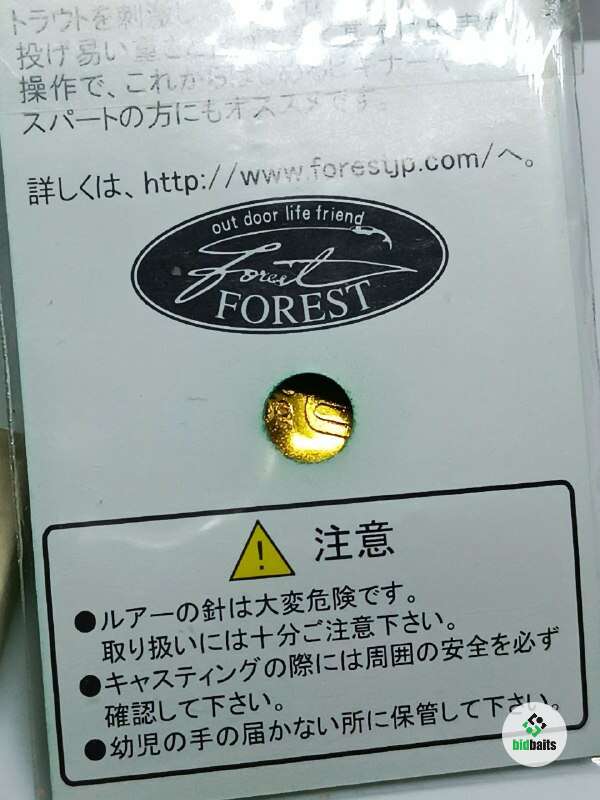 トラウトを刺激し
投げ易い重さ
操作で、これから
スパートの方にもオススメです。
詳しくは、http://www.forestjp.com/へ。
out door life friend
Forest
FOREST
注意
●ルアーの針は大変危険です。
取り扱いには十分ご注意下さい。
●キャスティングの際には周囲の安全を必ず
確認して下さい。
●幼児の手の届かない所に保管して下さい。
bidbaits